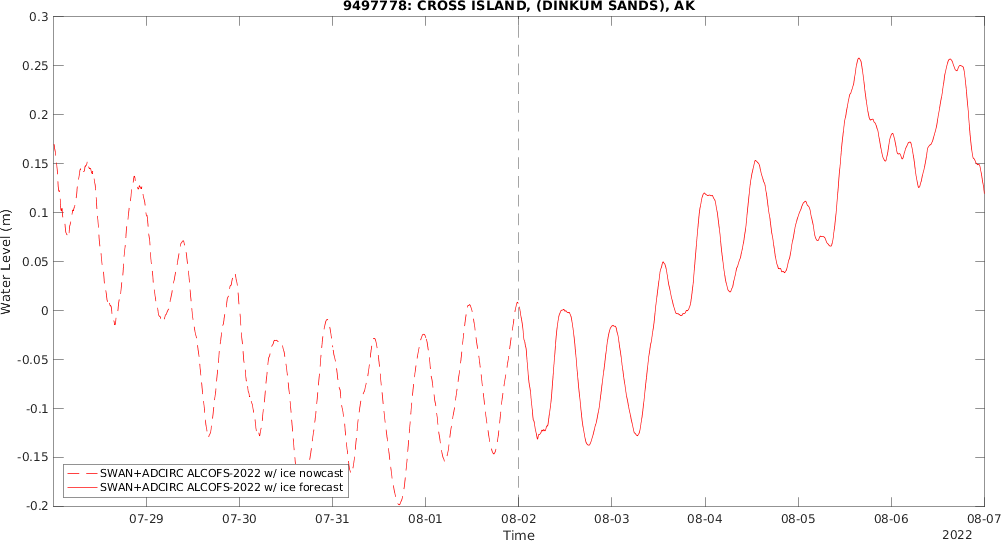 9497778: CROSS ISLAND, (DINKUM SANDS), AK
0.3
0.25
0.2
0.15
0.1
0.05
0
-0.05
-0.1
-0.15
-0.2
Water Level (m)
SWAN+ADCIRC ALCOFS-2022 w/ ice nowcast
SWAN+ADCIRC ALCOFS-2022 w/ ice forecast
07-29 07-30 07-31 08-01 08-02 08-03 08-04 08-05 08-06 08-07
Time
2022